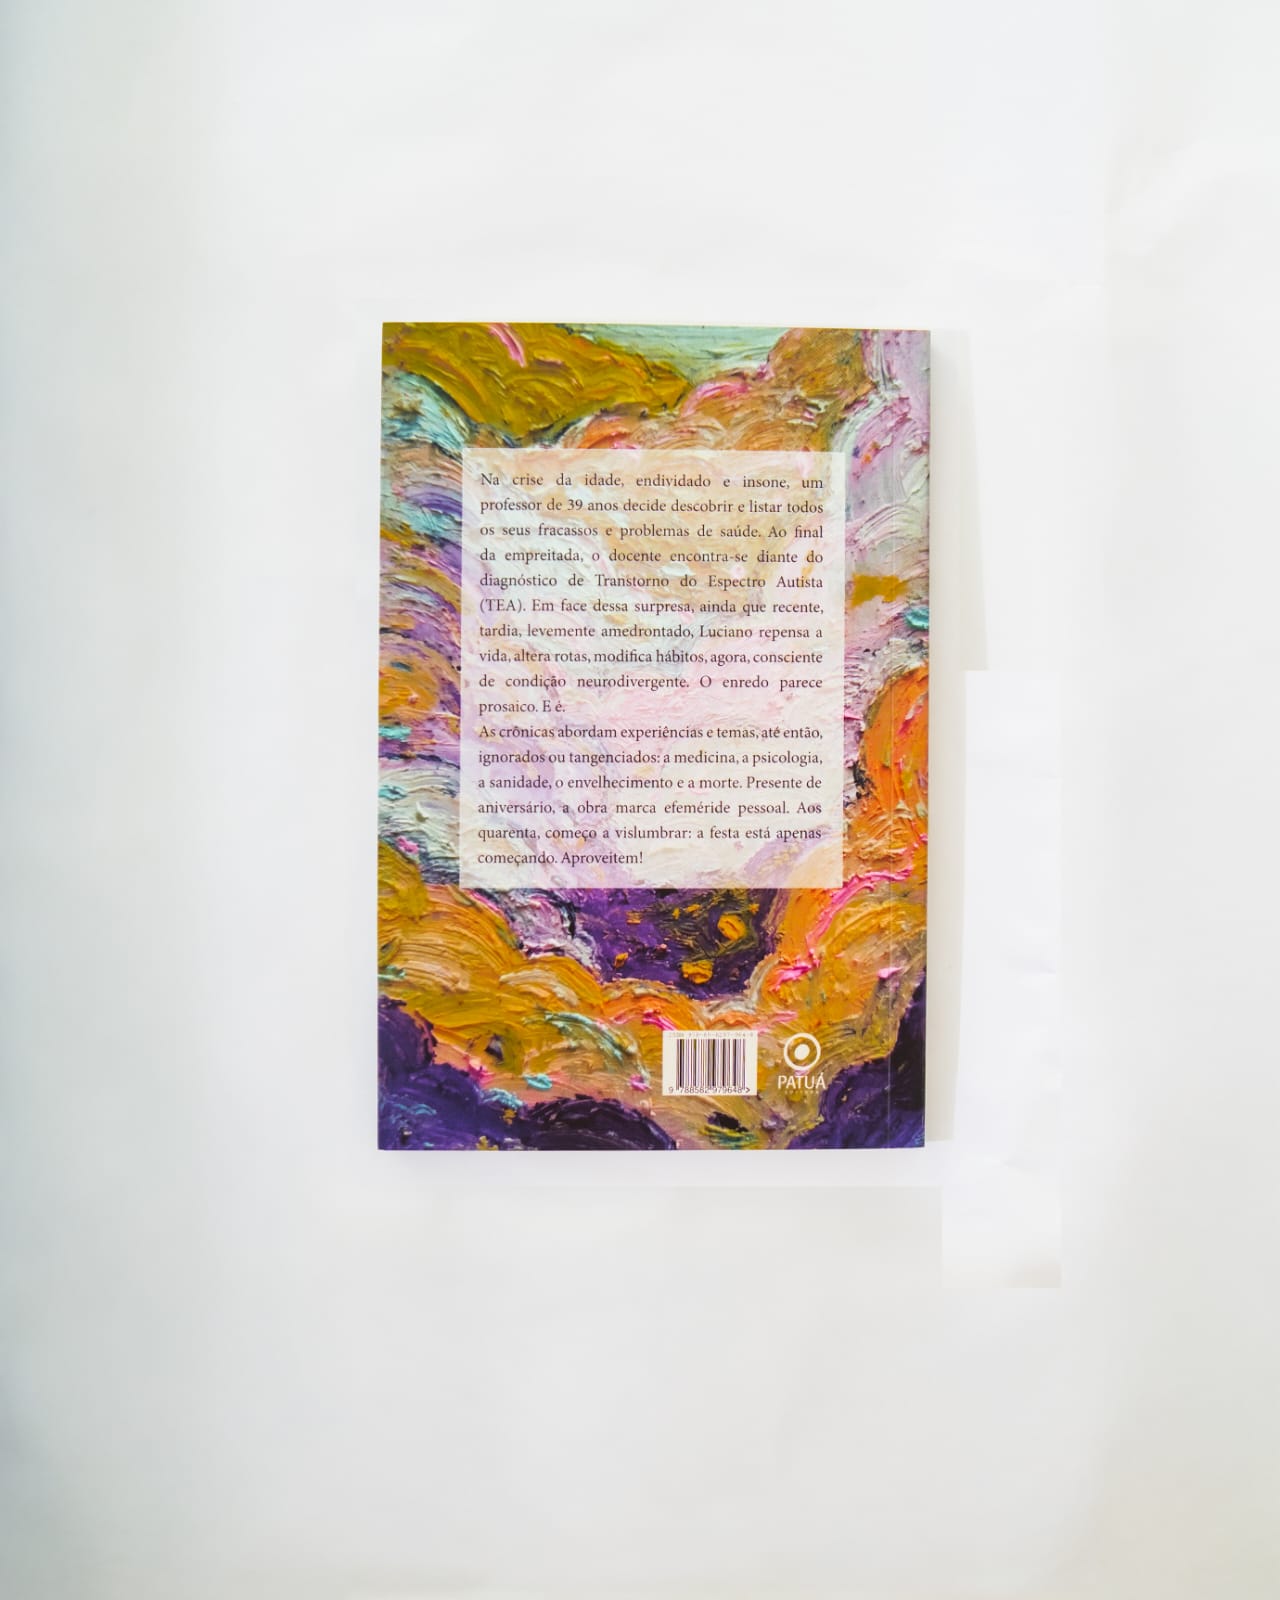 Na crise da idade, endividado e insone, um
professor de 39 anos decide descobrir e listar todos
os seus fracassos e problemas de saúde. Ao final
da empreitada, o docente encontra-se diante do
diagnóstico de Transtorno do Espectro Autista
(TEA). Em face dessa surpresa, ainda que recente,
tardia, levemente amedrontado, Luciano repensa a
vida, altera rotas, modifica hábitos, agora, consciente
de condição neurodivergente. O enredo parece
prosaico. E é.
As crônicas abordam experiências e temas, até então,
ignorados ou tangenciados: a medicina, a psicologia,
a sanidade, o envelhecimento e a morte. Presente de
aniversário, a obra marca efeméride pessoal. Aos
quarenta, começo a vislumbrar: a festa está apenas
começando. Aproveitem!
9 788582 979648 >
PATUÁ